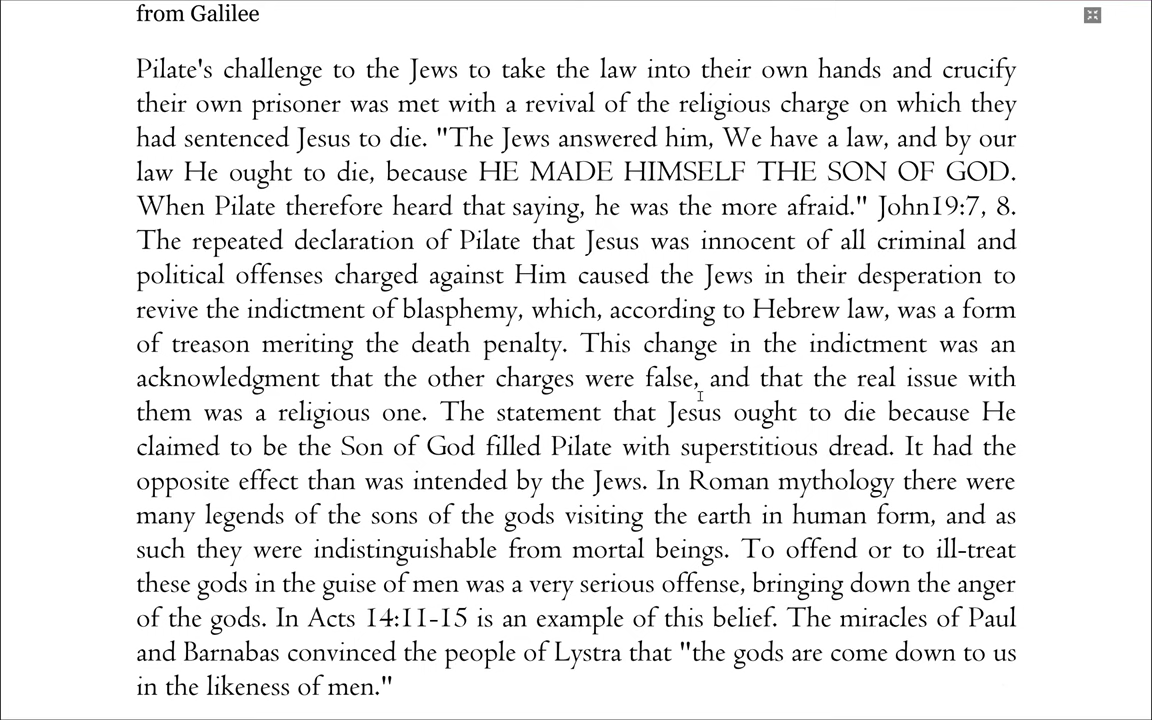 from Galilee
Pilate's challenge to the Jews to take the law into their own hands and crucify
their own prisoner was met with a revival of the religious charge on which they
had sentenced Jesus to die. "The Jews answered him, We have a law, and by our
law He ought to die, because HE MADE HIMSELF THE SON OF GOD.
When Pilate therefore heard that saying, he was the more afraid." John19:7, 8.
The repeated declaration of Pilate that Jesus was innocent of all criminal and
political offenses charged against Him caused the Jews in their desperation to
revive the indictment of blasphemy, which, according to Hebrew law, was a form
of treason meriting the death penalty. This change in the indictment was an
acknowledgment that the other charges were false, and that the real issue with
them was a religious one. The statement that Jesus ought to die because He
claimed to be the Son of God filled Pilate with superstitious dread. It had the
opposite effect than was intended by the Jews. In Roman mythology there were
many legends of the sons of the gods visiting the earth in human form, and as
such they were indistinguishable from mortal beings. To offend or to ill-treat
these gods in the guise of men was a very serious offense, bringing down the anger
of the gods. In Acts 14:11-15 is an example of this belief. The miracles of Paul
and Barnabas convinced the people of Lystra that "the gods are come down to us
in the likeness of men."